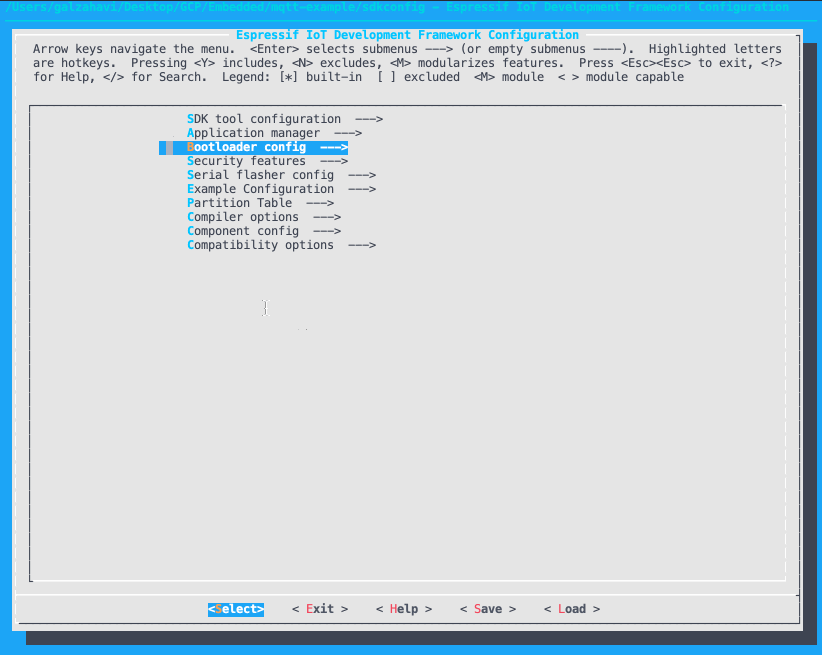 /Users/galzahavi/Desktop/GCP/Embedded/mqtt-example/sdkconfig - Espressif IoT Development Framework Configuration
Espressif IoT Development Framework Configuration
Arrow keys navigate the menu.  <Enter> selects submenus ---> (or empty submenus ----).  Highlighted letters
are hotkeys.  Pressing <Y> includes, <N> excludes, <M> modularizes features.  Press <Esc><Esc> to exit, <?>
for Help, </> for Search.  Legend: [*] built-in  [ ] excluded  <M> module  < > module capable
SDK tool configuration  --->
Application manager  --->
Bootloader config  --->
Security features  --->
Serial flasher config  --->
Example Configuration  --->
Partition Table  --->
Compiler options  --->
Component config  --->
Compatibility options  --->
<Select>    < Exit >    < Help >    < Save >    < Load >